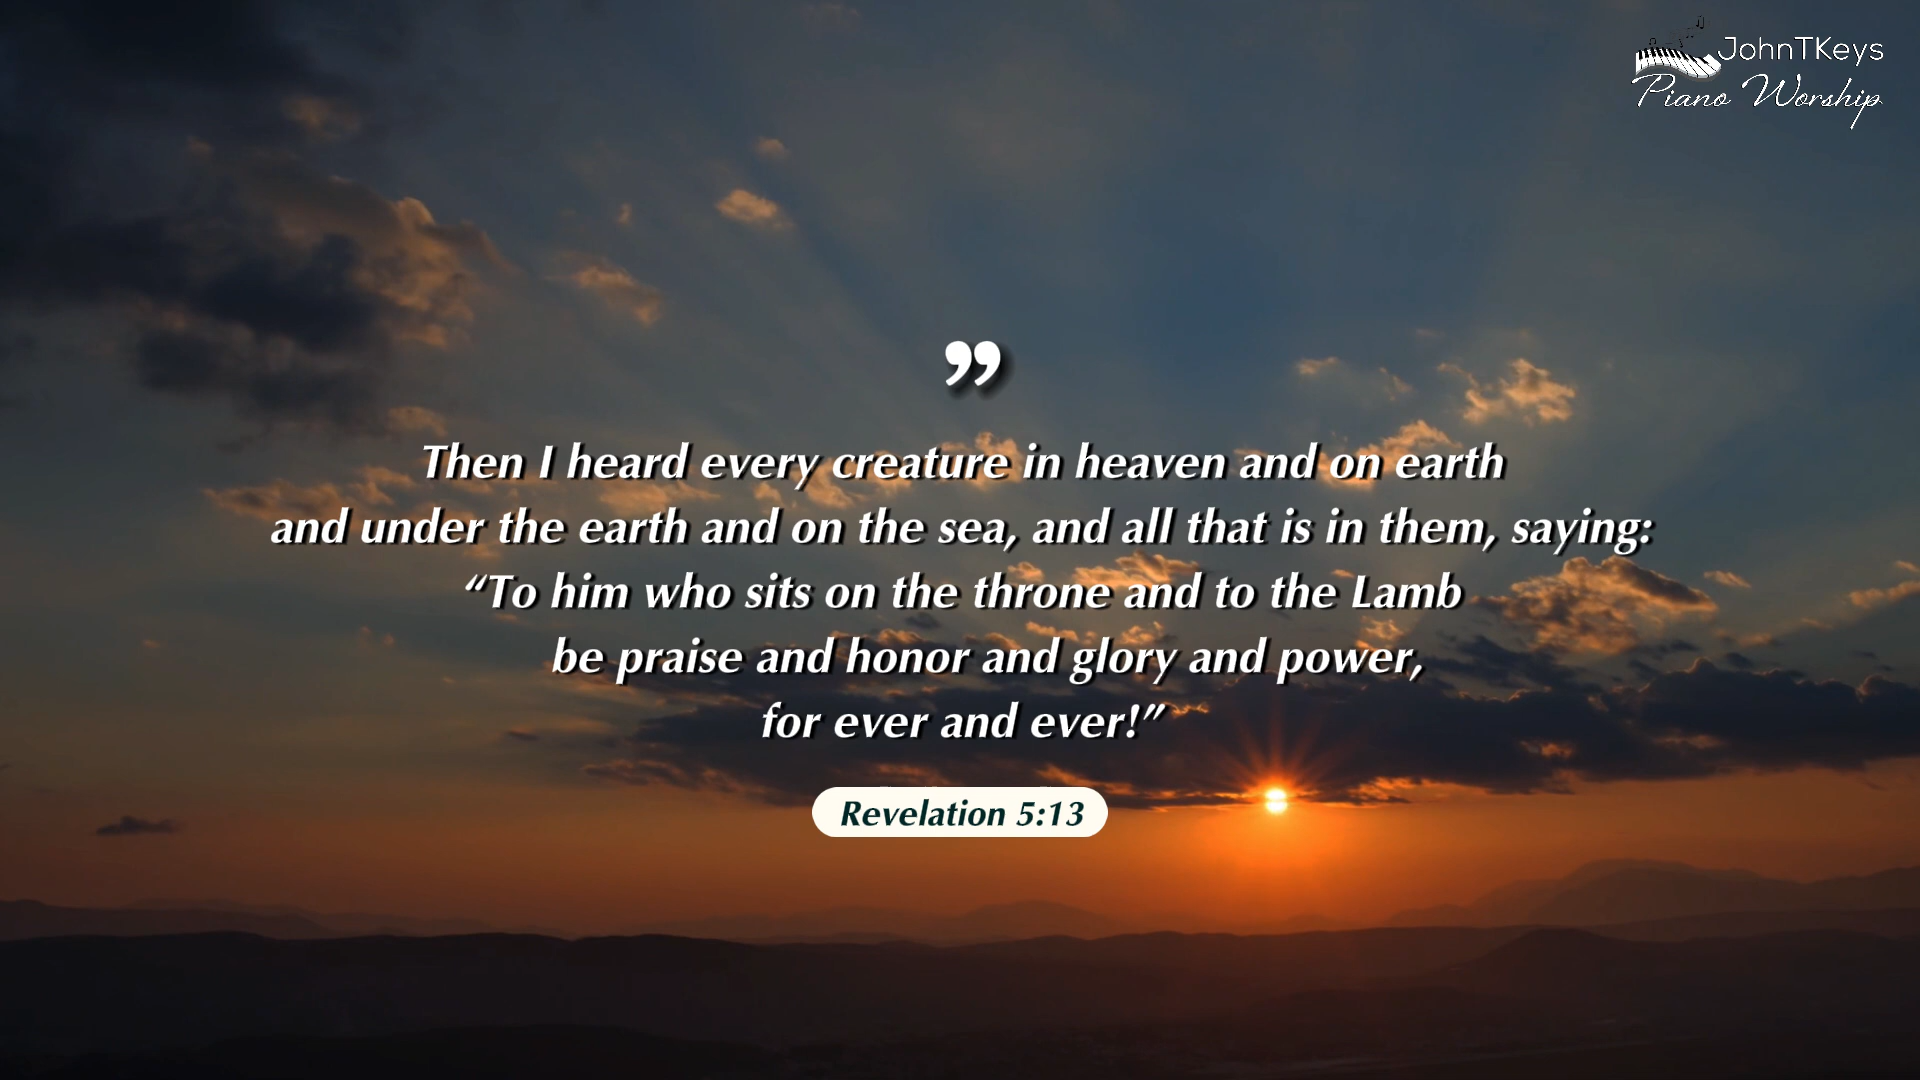 JohnTKeys
Piano Worship
”
Then I heard every creature in heaven and on earth
and under the earth and on the sea, and all that is in them, saying:
“To him who sits on the throne and to the Lamb
be praise and honor and glory and power,
for ever and ever!”
Revelation 5:13